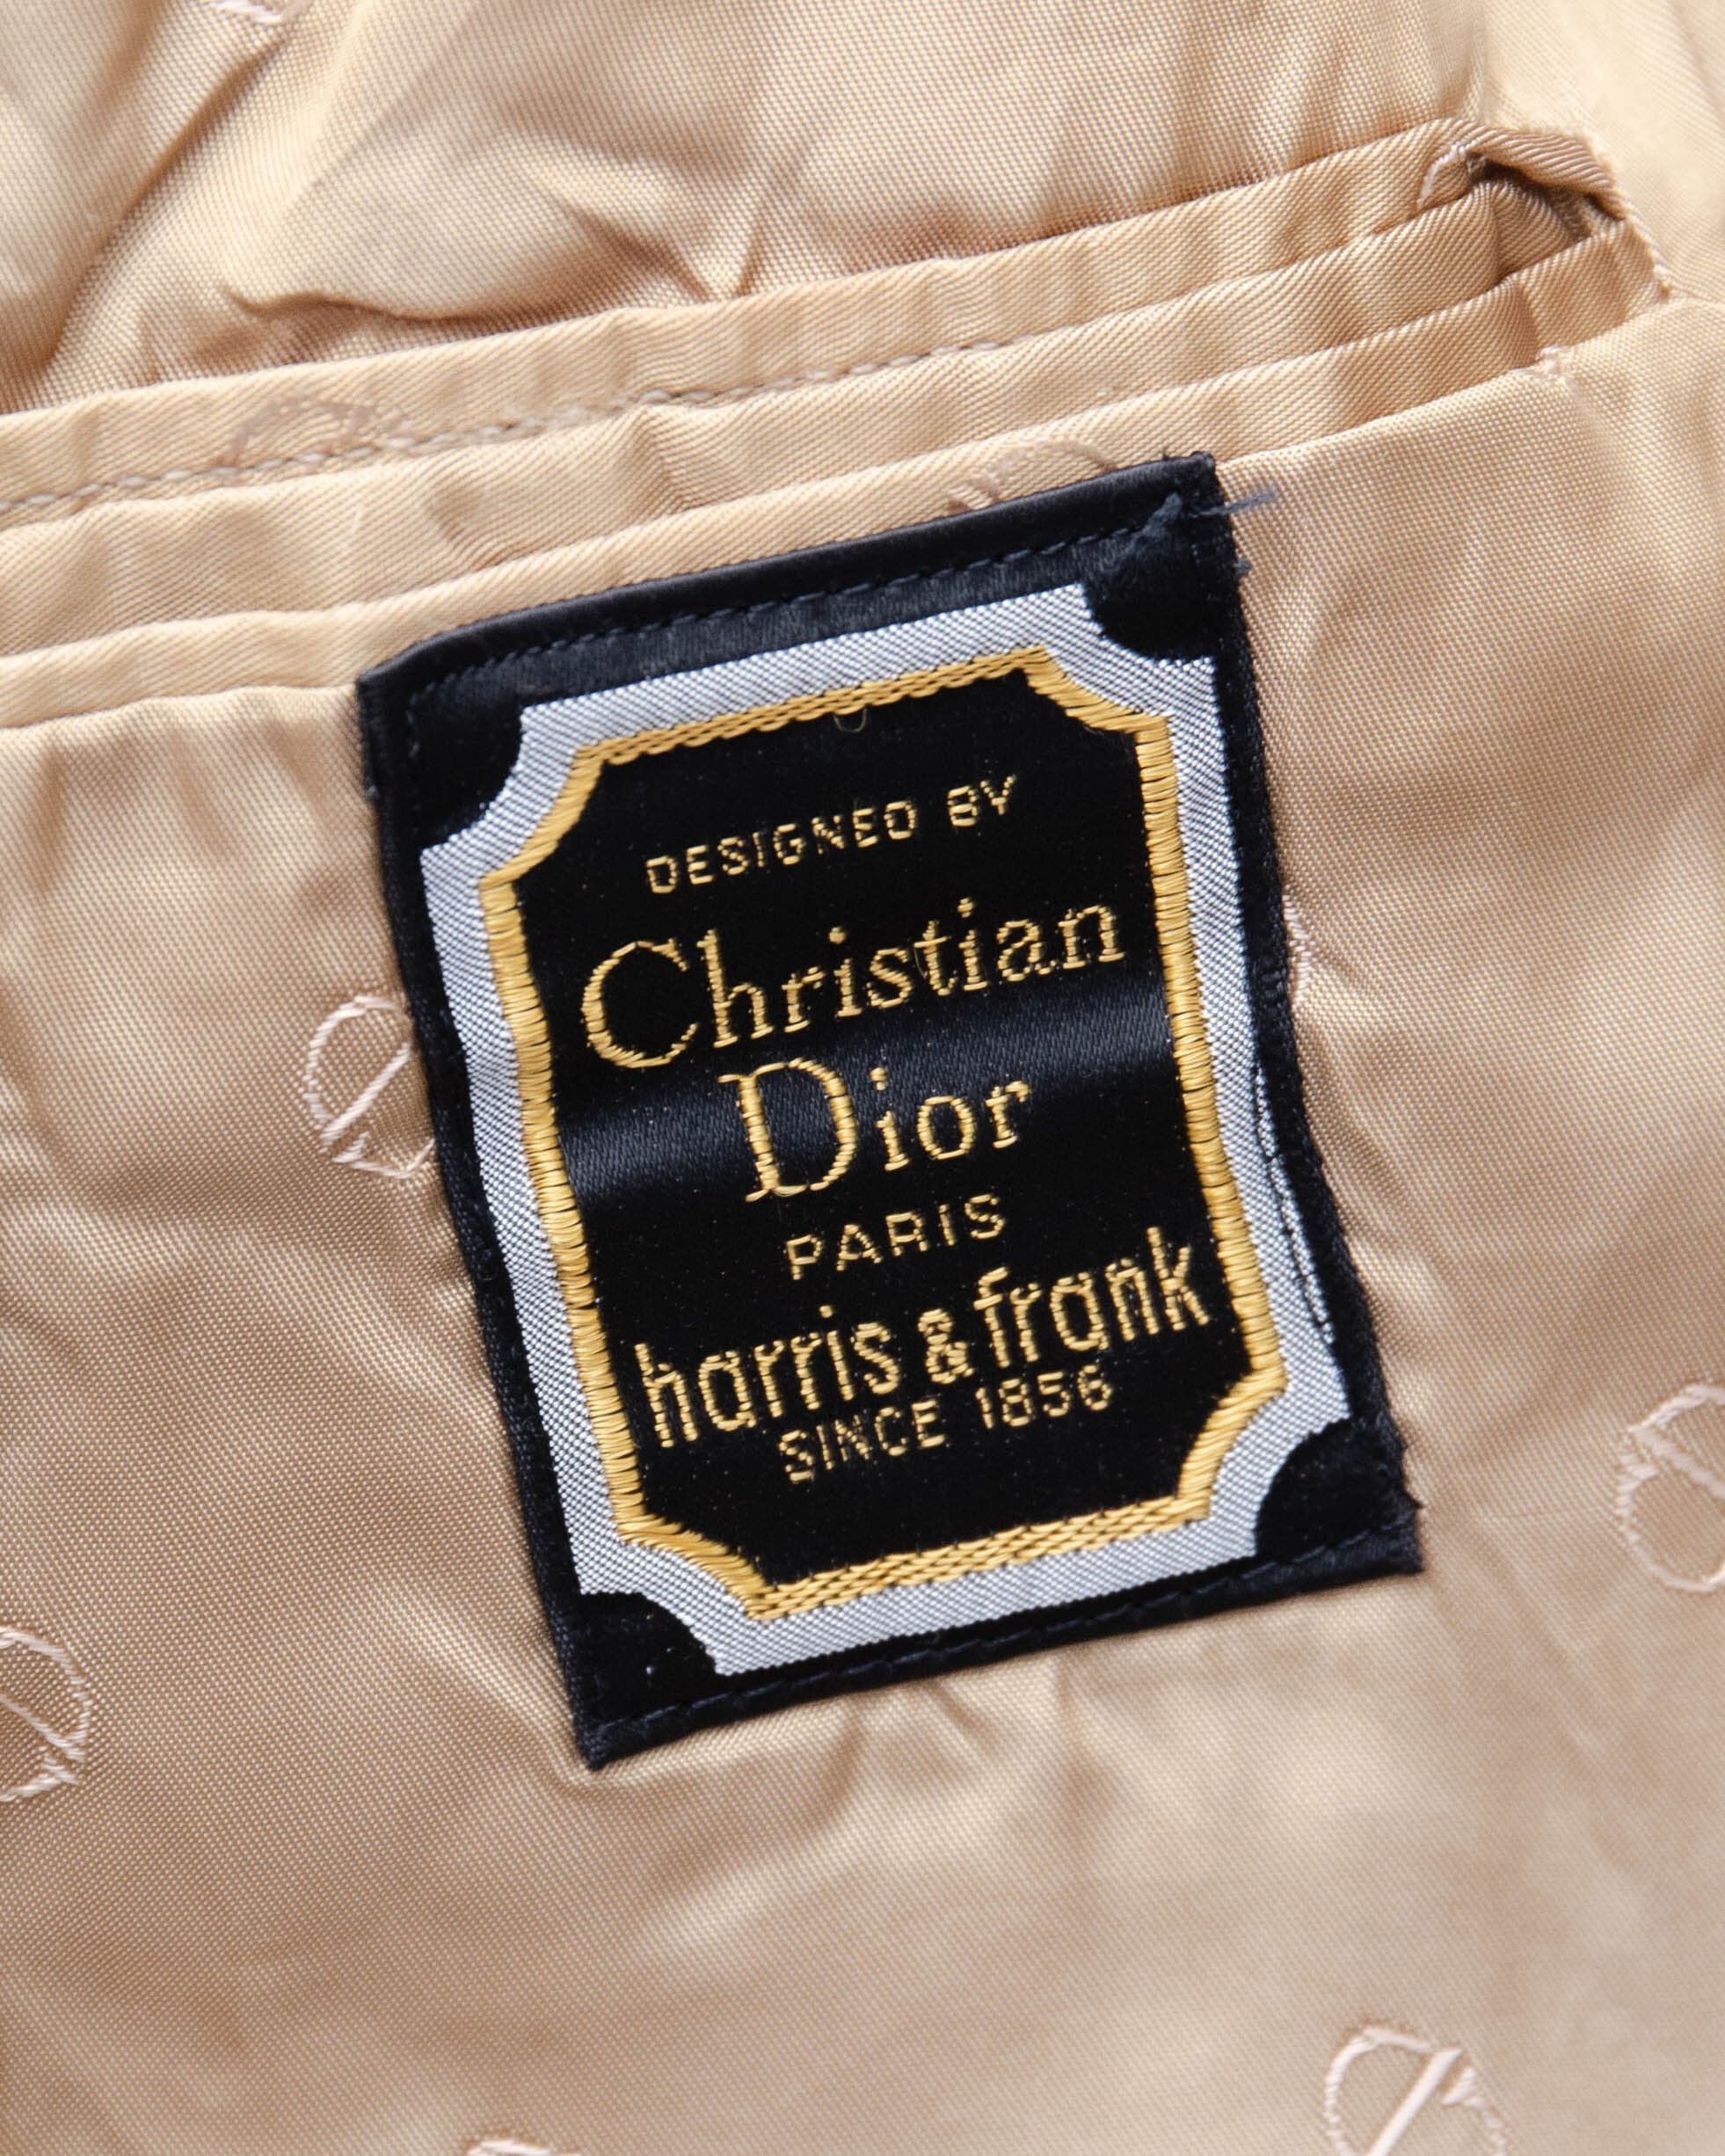 DESIGNED BY
Christian
Dior
PARIS
harris & frank
SINCE 1856